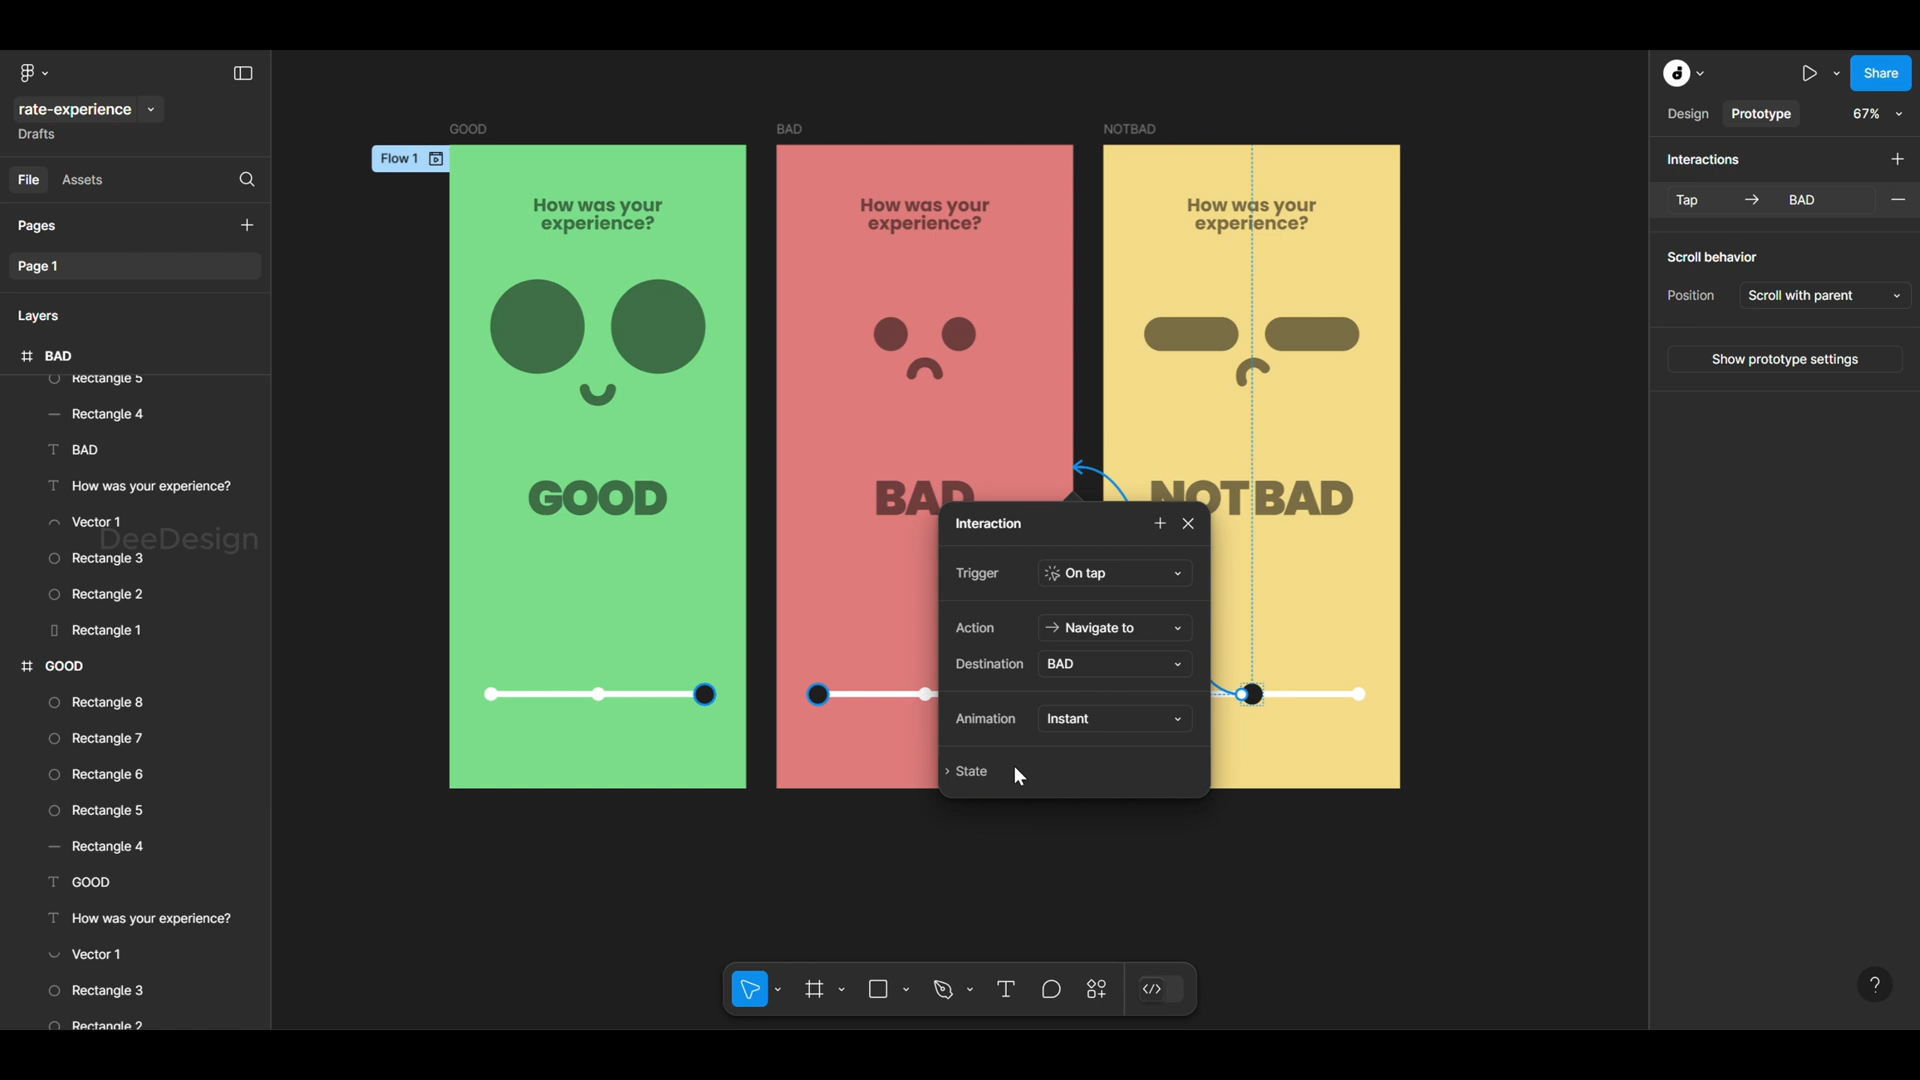 rate-experience
Drafts
File
Assets
Pages
Page 1
Layers
BAD
Rectangle 5
Rectangle 4
BAD
How was your experience?
Vector 1
DeeDesign
Rectangle 3
Rectangle 2
Rectangle 1
GOOD
Rectangle 8
Rectangle 7
Rectangle 6
Rectangle 5
Rectangle 4
GOOD
How was your experience?
Vector 1
Rectangle 3
Rectangle 2
Flow 1
GOOD
How was your
experience?
GOOD
BAD
How was your
experience?
BAD
NOTBAD
How was your
experience?
NOTBAD
Interaction
Trigger
On tap
Action
Navigate to
Destination
BAD
Animation
Instant
State
Share
Design
Prototype
67%
Interactions
Tap
BAD
Scroll behavior
Position
Scroll with parent
Show prototype settings
?